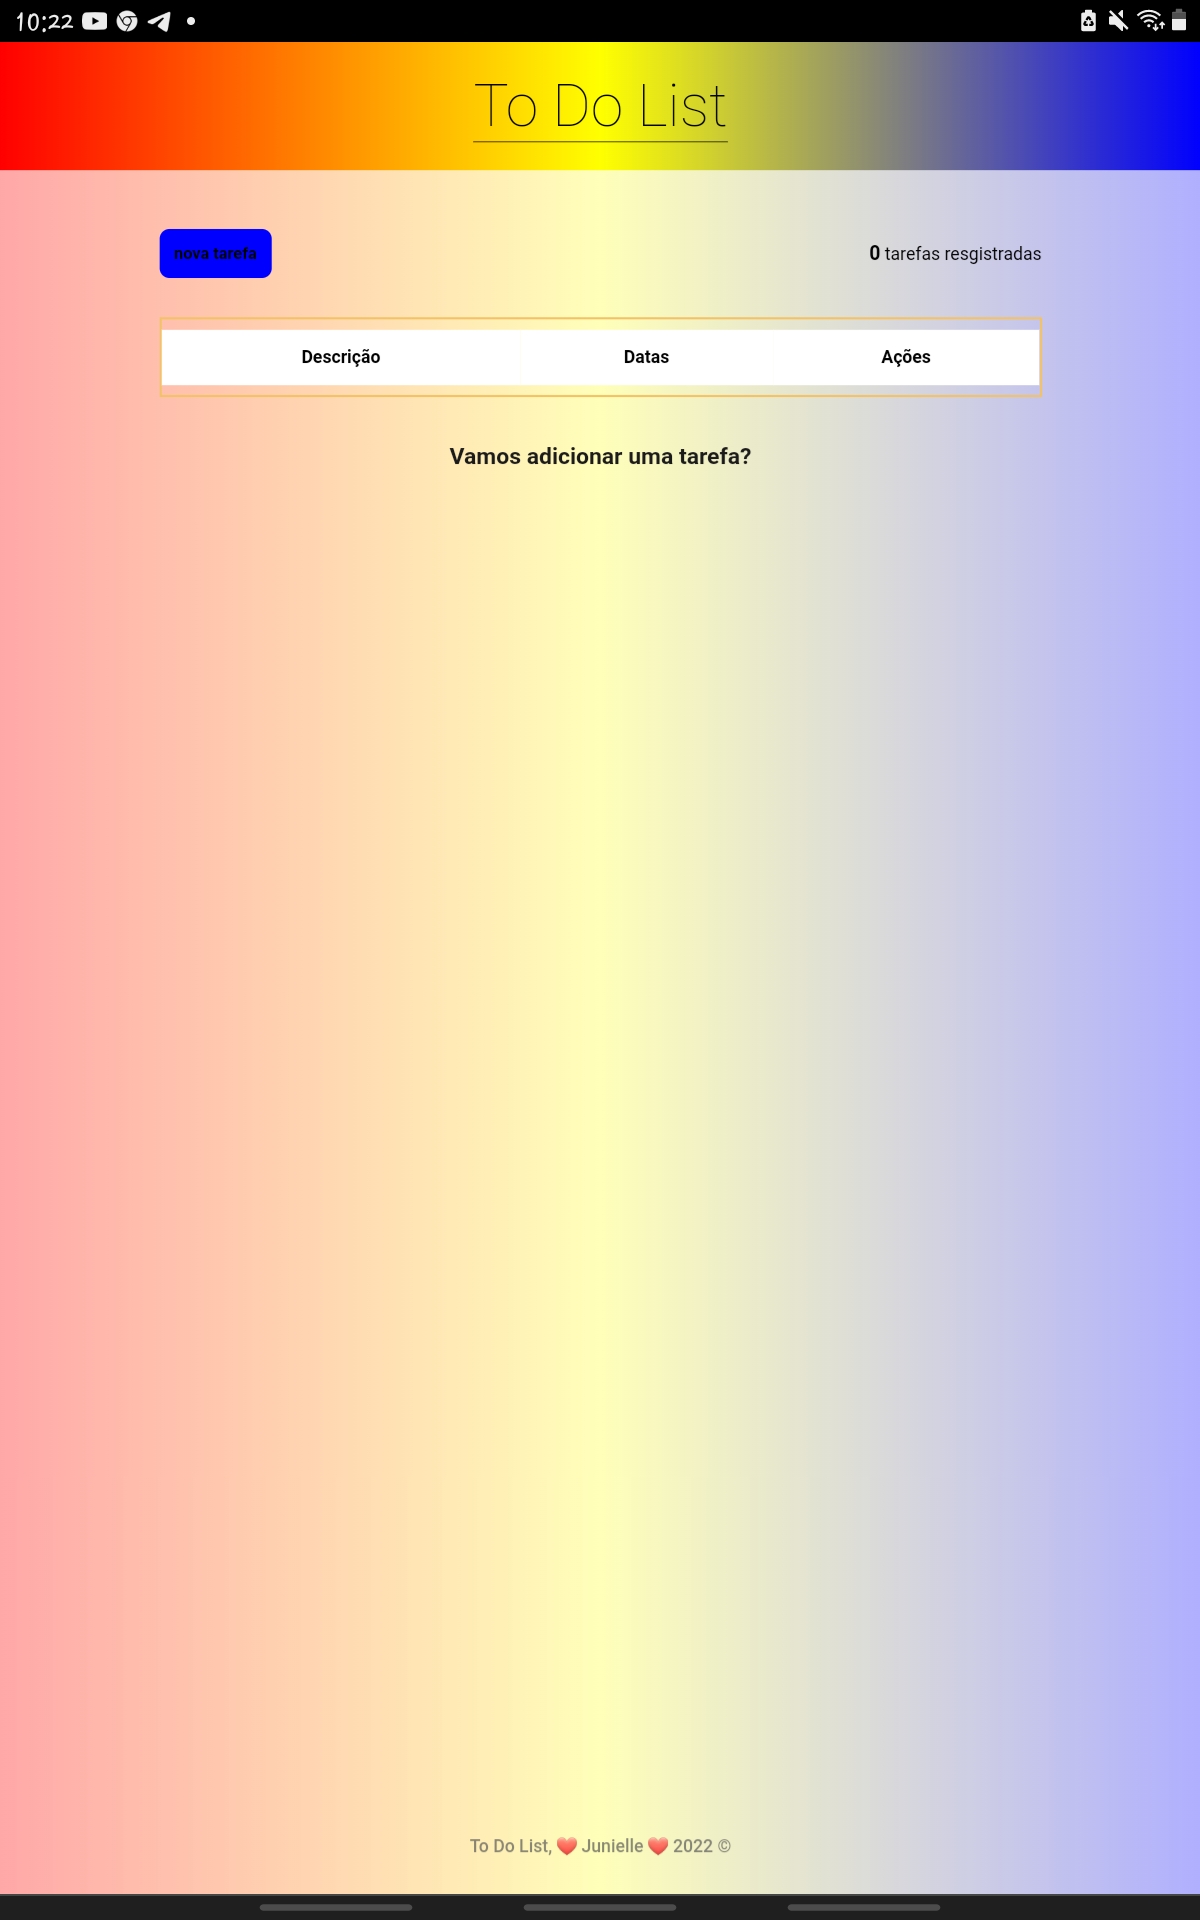 10:22
To Do List
nova tarefa
0 tarefas resgistradas
Descrição Datas Ações
Vamos adicionar uma tarefa?
To Do List, ❤️ Junielle ❤️ 2022 ©